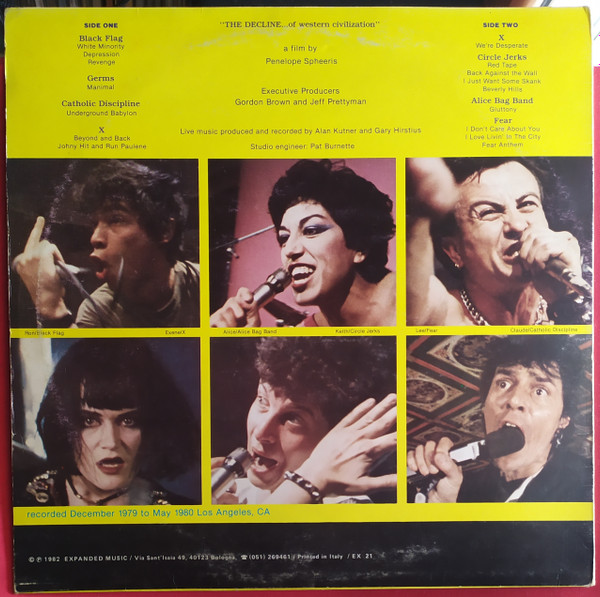 SIDE ONE
Black Flag
White Minority
Depression
Revenge
Germs
Manimal
Catholic Discipline
Underground Babylon
X
Beyond and Back
Johny Hit and Run Paulene
"THE DECLINE...of western civilization"
a film by
Penelope Spheeris
Executive Producers
Gordon Brown and Jeff Prettyman
Live music produced and recorded by Alan Kutner and Gary Hirstius
Studio engineer, Pat Burnette
SIDE TWO
X
We're Desperate
Circle Jerks
Red Tape
Back Against the Wall
I Just Want Some Skank
Beverly Hills
Alice Bag Band
Gluttony
Fear
I Don't Care About You
I Love Livin' In The City
Fear Anthem
Ron/Black Flag
Exene/X
Alice/Alice Bag Band
Keith/Circle Jerks
Lee/Fear
Claude/Catholic Discipline
recorded December 1979 to May 1980 Los Angeles, CA
© ℗ 1982 EXPANDED MUSIC / Via Sant'Isaia 49, 40123 Bologna, ☎ (051) 269461 / Printed in Italy / EX 21